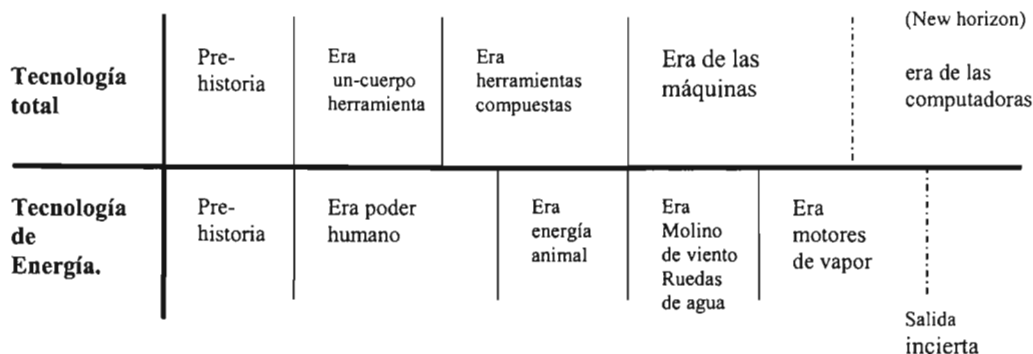 Tecnología
total
Pre-
historia
Era
un-cuerpo
herramienta
Era
herramientas
compuestas
Era de las
máquinas
(New horizon)
era de las
computadoras
Tecnología
de
Energía.
Pre-
historia
Era poder
humano
Era
energía
animal
Era
Molino
de viento
Ruedas
de agua
Era
motores
de vapor
Salida
incierta